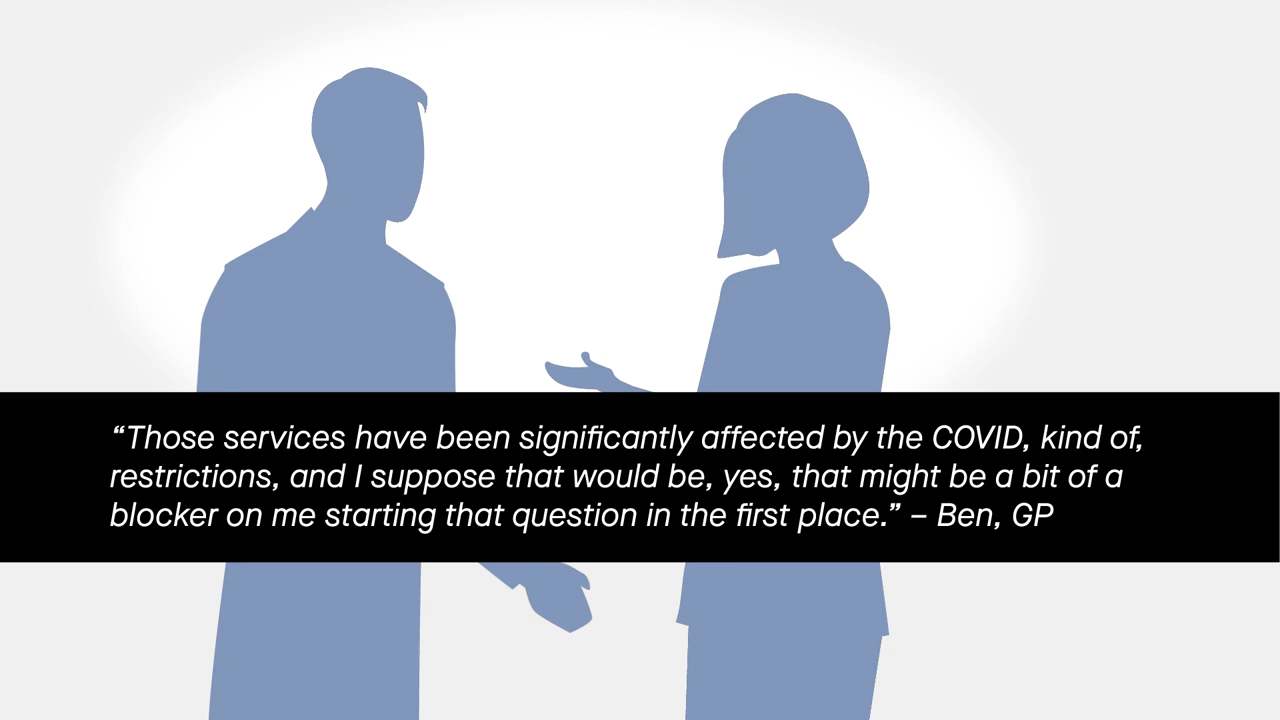 “Those services have been significantly affected by the COVID, kind of,
restrictions, and I suppose that would be, yes, that might be a bit of a
blocker on me starting that question in the first place.” – Ben, GP